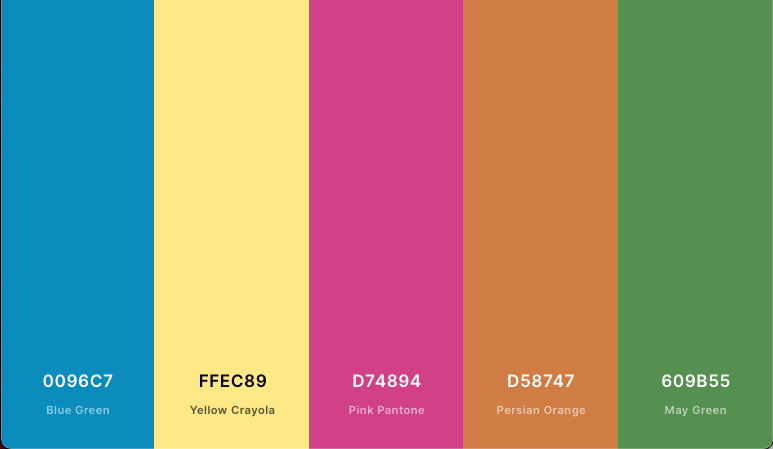 0096C7 FFEC89 D74894 D58747 609B55
Blue Green Yellow Crayola Pink Pantone Persian Orange May Green